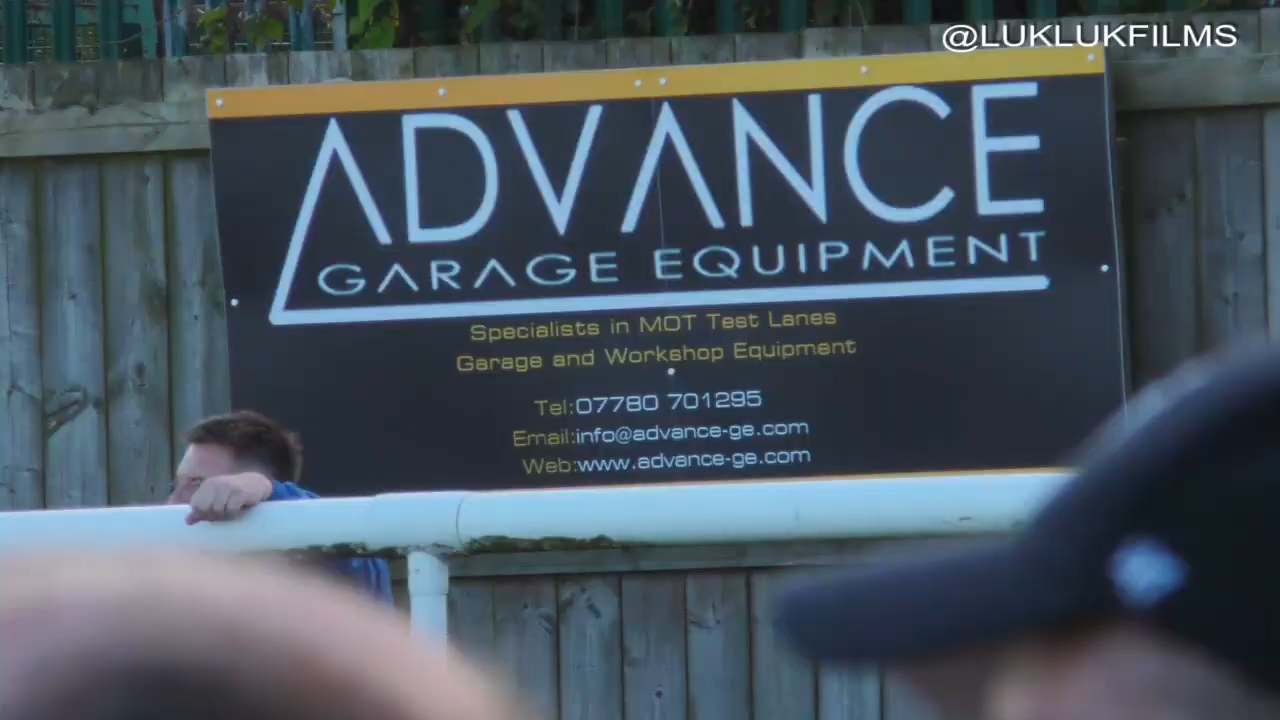 @LUKLUKFILMS
ADVANCE
GARAGE EQUIPMENT
Specialists in MOT Test Lanes
Garage and Workshop Equipment
Tel:07780 701295
Email:info@advance-ge.com
Web:www.advance-ge.com